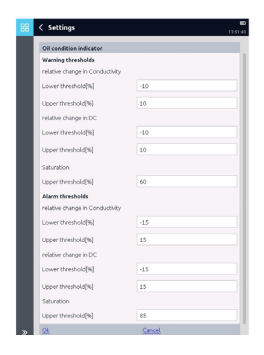 Settings
13:51:43
Oil condition indicator
Warning thresholds
relative change in Conductivity
Lower threshold[%] -10
Upper threshold[%] 10
relative change in DC
Lower threshold[%] -10
Upper threshold[%] 10
Saturation
Upper threshold[%] 60
Alarm thresholds
relative change in Conductivity
Lower threshold[%] -15
Upper threshold[%] 15
relative change in DC
Lower threshold[%] -15
Upper threshold[%] 15
Saturation
Upper threshold[%] 85
Ok Cancel